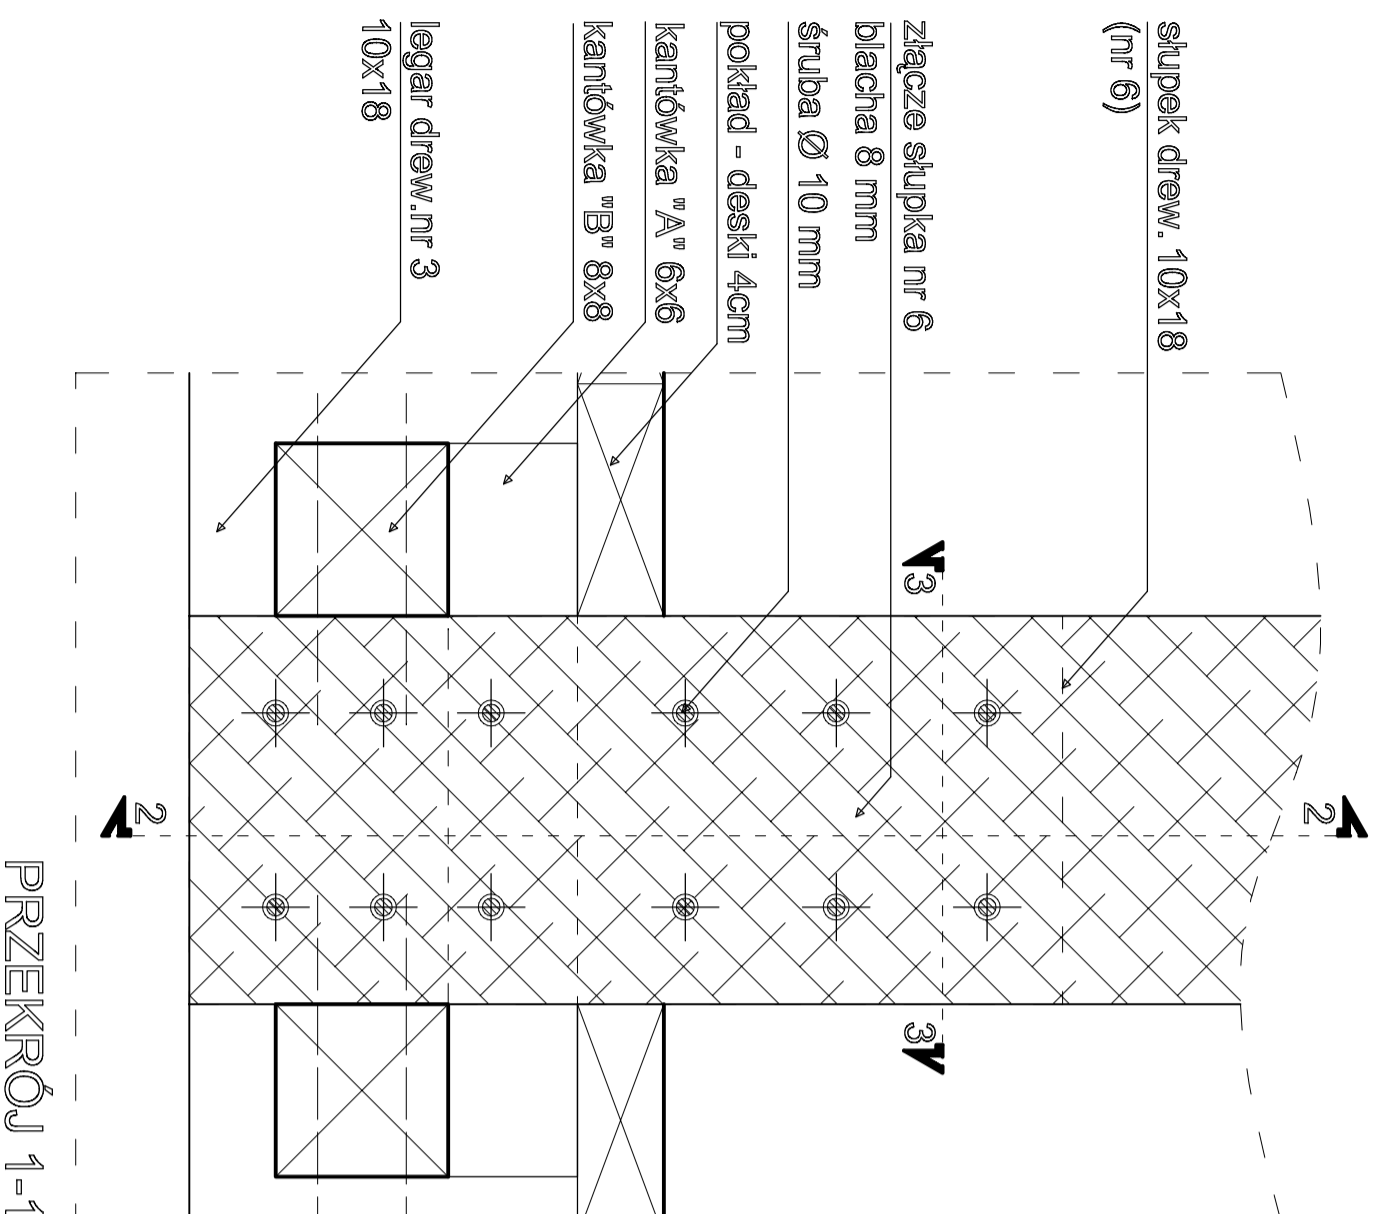 słupek drew. 10x18
(nr 6)
złącze słupka nr 6
blacha 8 mm
śruba Ø 10 mm
pokład - deski 4cm
kantówka "A" 6x6
kantówka "B" 8x8
legar drew.nr 3
10x18
3
3
2
2
PRZEKRÓJ 1-1